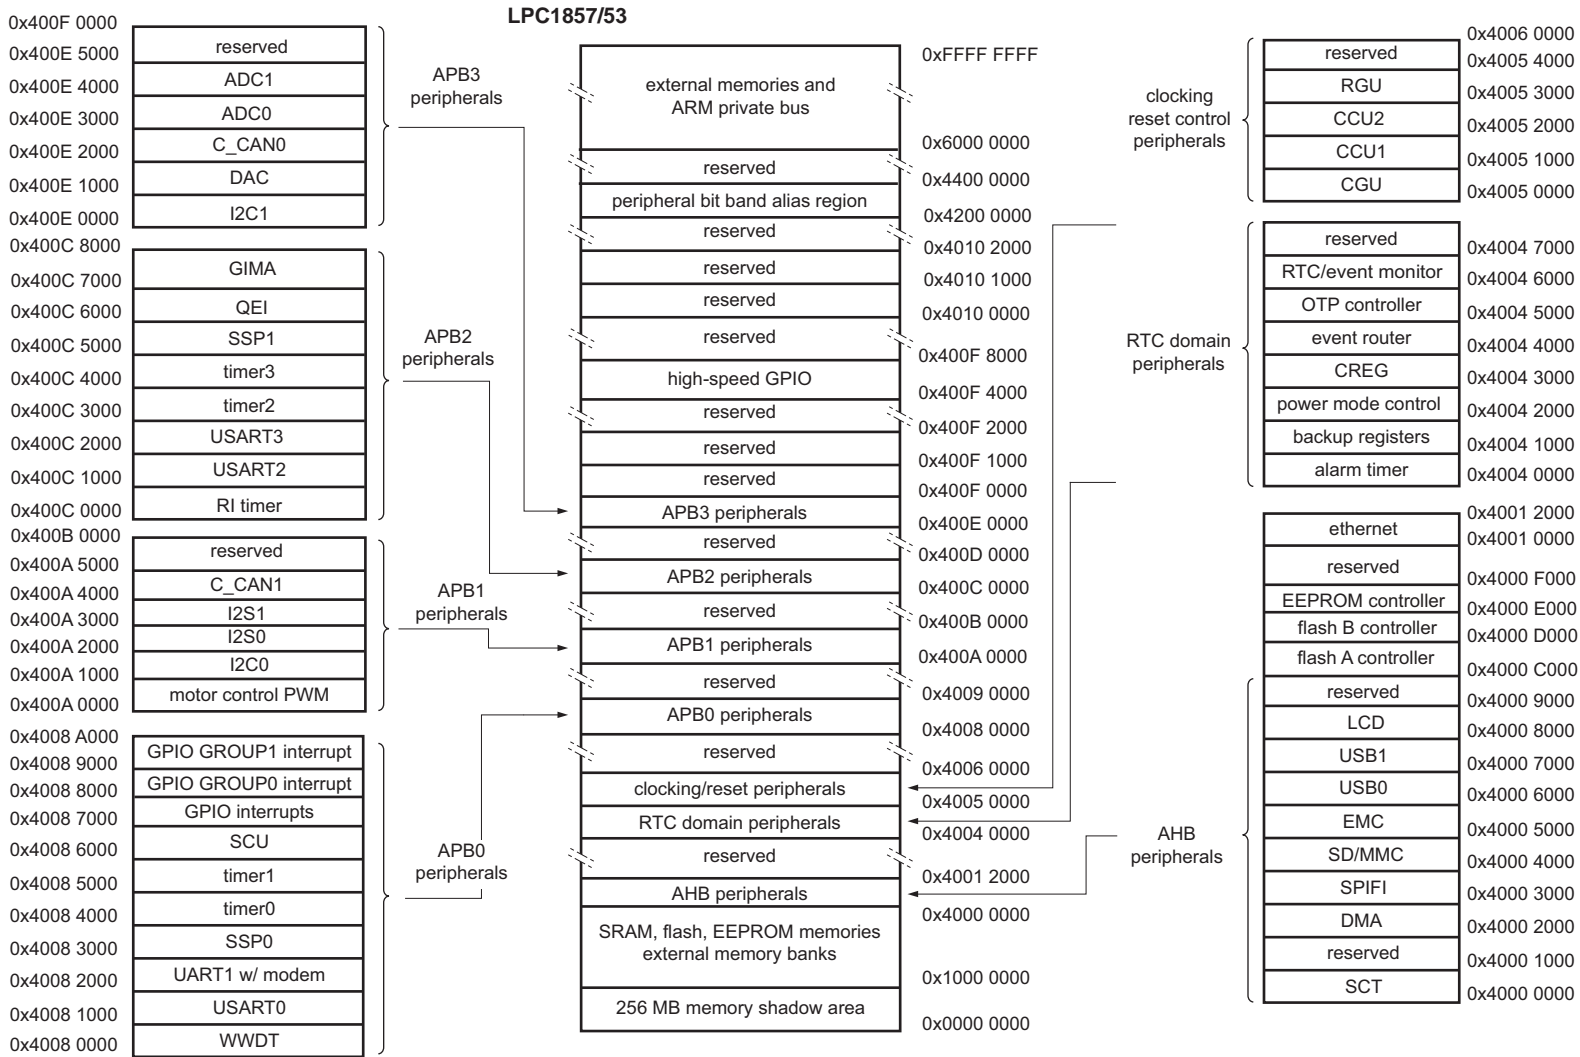 LPC1857/53
0x400F 0000
reserved
0x400E 5000
ADC1
0x400E 4000
ADC0
0x400E 3000
C_CAN0
0x400E 2000
DAC
0x400E 1000
I2C1
0x400E 0000
APB3
peripherals
0x400C 8000
GIMA
0x400C 7000
QEI
0x400C 6000
SSP1
0x400C 5000
timer3
0x400C 4000
timer2
0x400C 3000
USART3
0x400C 2000
USART2
0x400C 1000
RI timer
0x400C 0000
APB2
peripherals
0x400B 0000
reserved
0x400A 5000
C_CAN1
0x400A 4000
I2S1
0x400A 3000
I2S0
0x400A 2000
I2C0
0x400A 1000
motor control PWM
0x400A 0000
APB1
peripherals
0x4008 A000
GPIO GROUP1 interrupt
0x4008 9000
GPIO GROUP0 interrupt
0x4008 8000
GPIO interrupts
0x4008 7000
SCU
0x4008 6000
timer1
0x4008 5000
timer0
0x4008 4000
SSP0
0x4008 3000
UART1 w/ modem
0x4008 2000
USART0
0x4008 1000
WWDT
0x4008 0000
APB0
peripherals
0xFFFF FFFF
external memories and
ARM private bus
0x6000 0000
reserved
0x4400 0000
peripheral bit band alias region
0x4200 0000
reserved
0x4010 2000
reserved
0x4010 1000
reserved
0x4010 0000
reserved
0x400F 8000
high-speed GPIO
0x400F 4000
reserved
0x400F 2000
reserved
0x400F 1000
reserved
0x400F 0000
APB3 peripherals
0x400E 0000
reserved
0x400D 0000
APB2 peripherals
0x400C 0000
reserved
0x400B 0000
APB1 peripherals
0x400A 0000
reserved
0x4009 0000
APB0 peripherals
0x4008 0000
reserved
0x4006 0000
clocking/reset peripherals
0x4005 0000
RTC domain peripherals
0x4004 0000
reserved
0x4001 2000
AHB peripherals
0x4000 0000
SRAM, flash, EEPROM memories
external memory banks
0x1000 0000
256 MB memory shadow area
0x0000 0000
clocking
reset control
peripherals
0x4006 0000
reserved
0x4005 4000
RGU
0x4005 3000
CCU2
0x4005 2000
CCU1
0x4005 1000
CGU
0x4005 0000
RTC domain
peripherals
reserved
0x4004 7000
RTC/event monitor
0x4004 6000
OTP controller
0x4004 5000
event router
0x4004 4000
CREG
0x4004 3000
power mode control
0x4004 2000
backup registers
0x4004 1000
alarm timer
0x4004 0000
0x4001 2000
ethernet
0x4001 0000
reserved
0x4000 F000
EEPROM controller
0x4000 E000
flash B controller
0x4000 D000
flash A controller
0x4000 C000
AHB
peripherals
reserved
0x4000 9000
LCD
0x4000 8000
USB1
0x4000 7000
USB0
0x4000 6000
EMC
0x4000 5000
SD/MMC
0x4000 4000
SPIFI
0x4000 3000
DMA
0x4000 2000
reserved
0x4000 1000
SCT
0x4000 0000